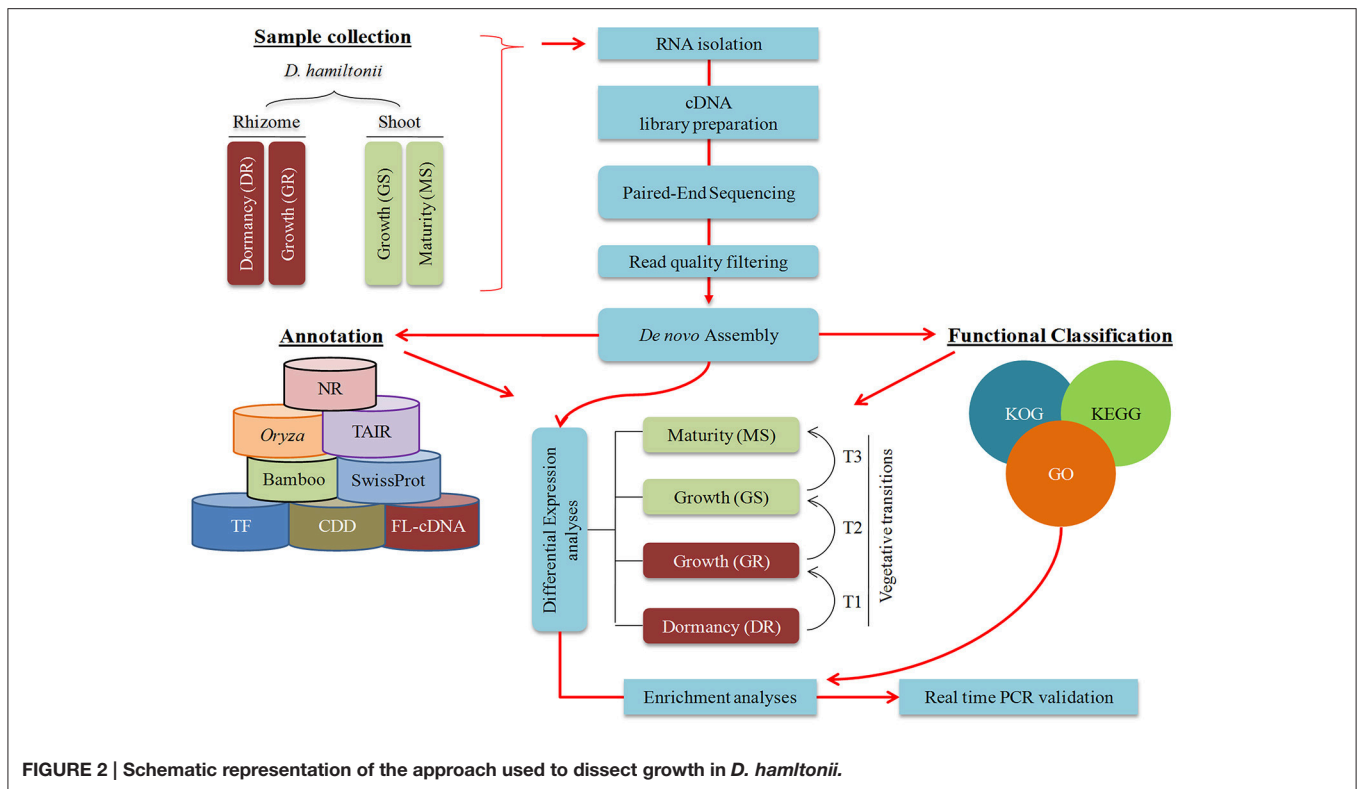 Sample collection
D. hamiltonii
Rhizome
Shoot
Dormancy (DR)
Growth (GR)
Growth (GS)
Maturity (MS)
RNA isolation
cDNA
library preparation
Paired-End Sequencing
Read quality filtering
De novo Assembly
Annotation
NR
Oryza
TAIR
Bamboo
SwissProt
TF
CDD
FL-cDNA
Functional Classification
KOG
KEGG
GO
Differential Expression
analyses
Maturity (MS)
Growth (GS)
Growth (GR)
Dormancy (DR)
T3
T2
T1
Vegetative transitions
Enrichment analyses
Real time PCR validation
FIGURE 2 | Schematic representation of the approach used to dissect growth in D. hamltonii.